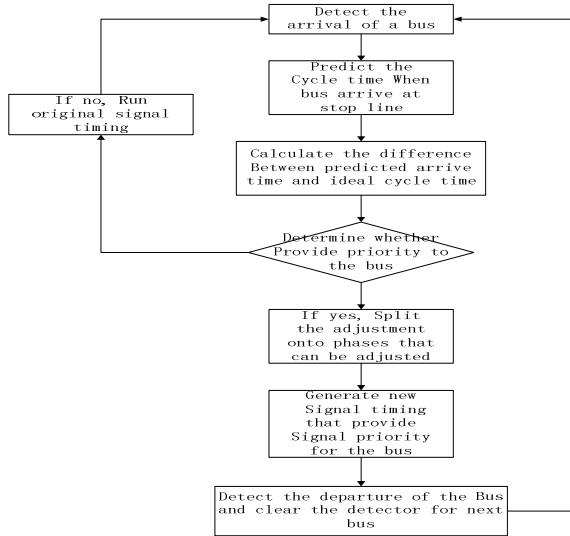 Detect the
arrival of a bus
Predict the
Cycle time When
bus arrive at
stop line
If no, Run
original signal
timing
Calculate the difference
Between predicted arrive
time and ideal cycle time
Determine whether
Provide priority to
the bus
If yes, Split
the adjustment
onto phases that
can be adjusted
Generate new
Signal timing
that provide
Signal priority
for the bus
Detect the departure of the Bus
and clear the detector for next
bus